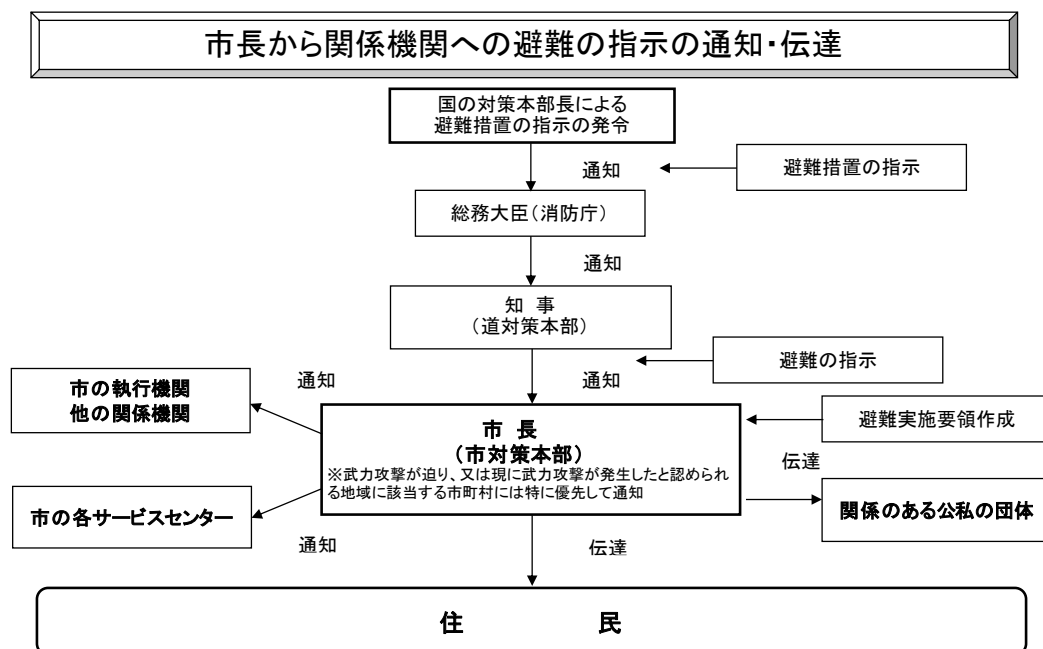 市長から関係機関への避難の指示の通知・伝達
国の対策本部長による
避難措置の指示の発令
通知
避難措置の指示
総務大臣(消防庁)
通知
知 事
(道対策本部)
避難の指示
通知
通知
市の執行機関
他の関係機関
市 長
(市対策本部)
※武力攻撃が迫り、又は現に武力攻撃が発生したと認められ
る地域に該当する市町村には特に優先して通知
避難実施要領作成
伝達
市の各サービスセンター
関係のある公私の団体
通知
伝達
住 民